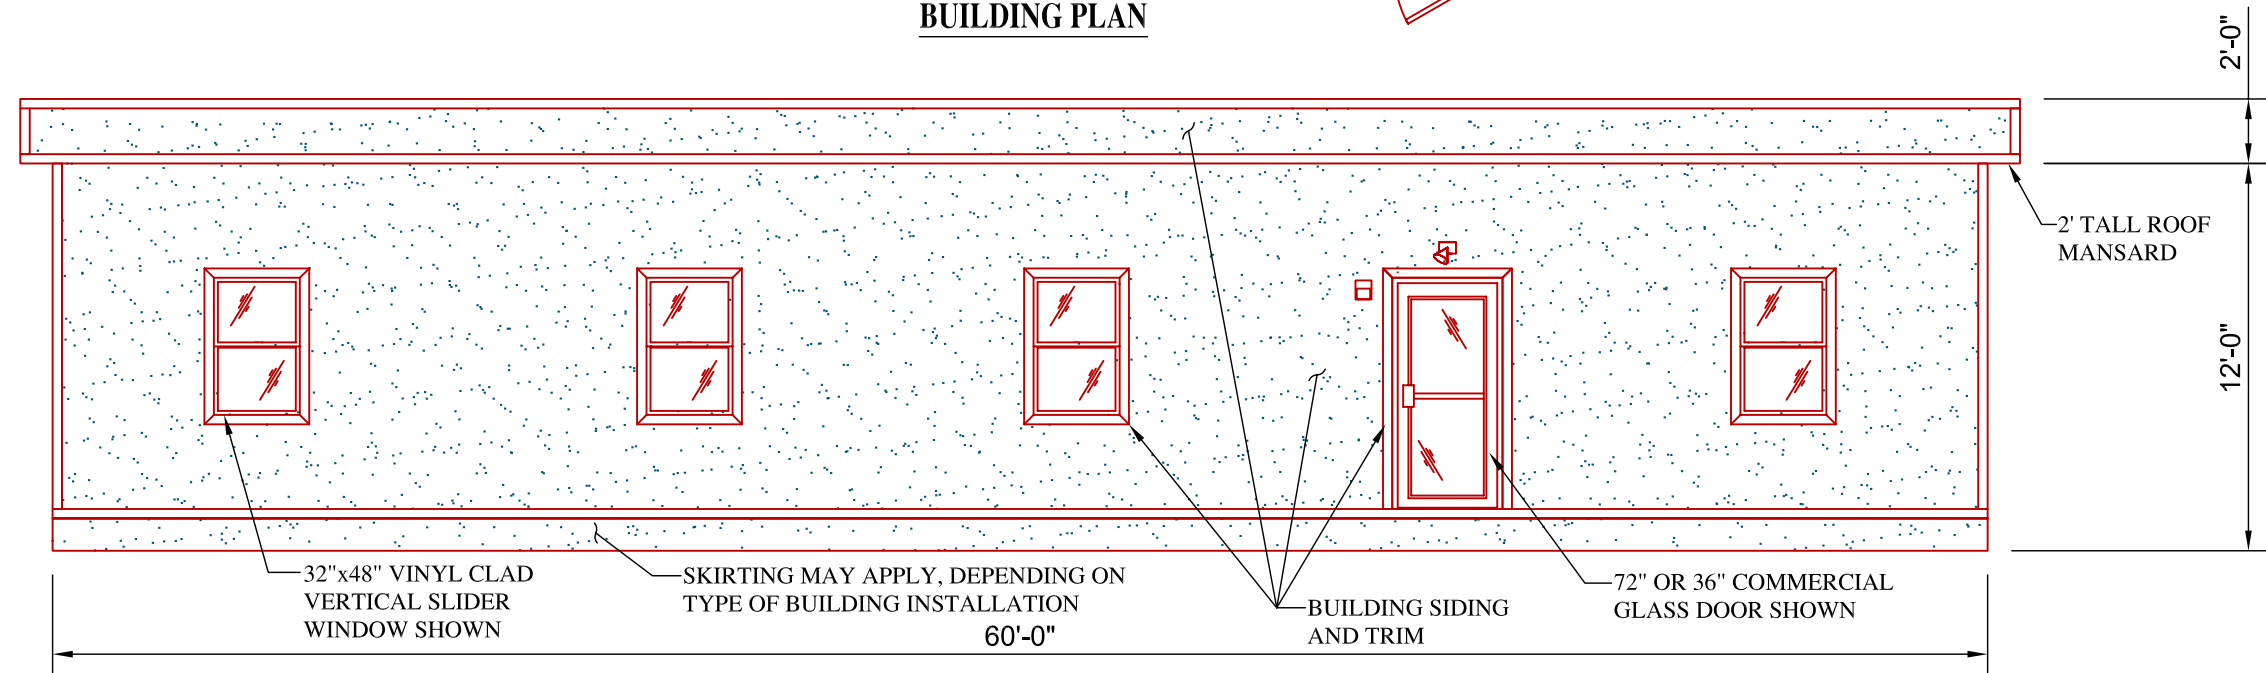 BUILDING PLAN
2'-0"
2' TALL ROOF
MANSARD
12'-0"
32"x48" VINYL CLAD
VERTICAL SLIDER
WINDOW SHOWN
SKIRTING MAY APPLY, DEPENDING ON
TYPE OF BUILDING INSTALLATION
BUILDING SIDING
AND TRIM
72" OR 36" COMMERCIAL
GLASS DOOR SHOWN
60'-0"